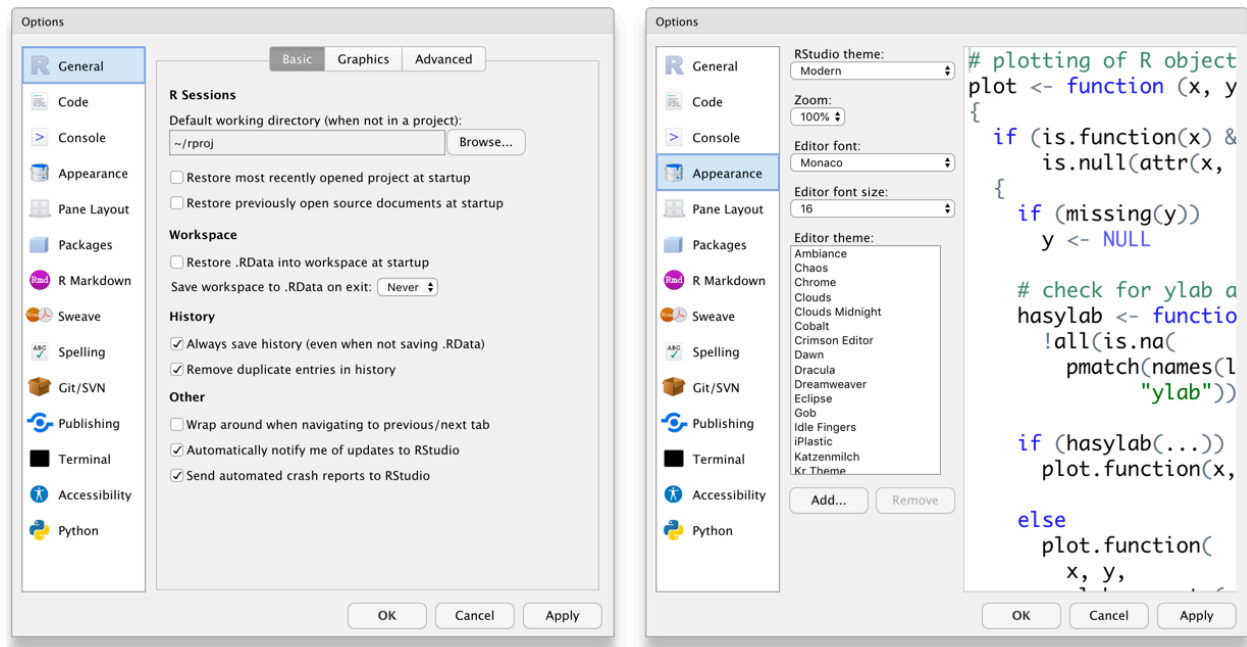 Options
General
Code
Console
Appearance
Pane Layout
Packages
R Markdown
Sweave
Spelling
Git/SVN
Publishing
Terminal
Accessibility
Python
Basic Graphics Advanced
R Sessions
Default working directory (when not in a project):
~/rproj Browse...
Restore most recently opened project at startup
Restore previously open source documents at startup
Workspace
Restore .RData into workspace at startup
Save workspace to .RData on exit: Never
History
Always save history (even when not saving .RData)
Remove duplicate entries in history
Other
Wrap around when navigating to previous/next tab
Automatically notify me of updates to RStudio
Send automated crash reports to RStudio
OK Cancel Apply
Options
General
Code
Console
Appearance
Pane Layout
Packages
R Markdown
Sweave
Spelling
Git/SVN
Publishing
Terminal
Accessibility
Python
RStudio theme:
Modern
Zoom:
100%
Editor font:
Monaco
Editor font size:
16
Editor theme:
Ambiance
Chaos
Chrome
Clouds
Clouds Midnight
Cobalt
Crimson Editor
Dawn
Dracula
Dreamweaver
Eclipse
Gob
Idle Fingers
iPlastic
Katzenmilch
Kr Theme
Add... Remove
# plotting of R object
plot <- function (x, y
{
if (is.function(x) &
is.null(attr(x,
{
if (missing(y))
y <- NULL
# check for ylab a
hasylab <- functio
!all(is.na(
pmatch(names(l
"ylab"))
if (hasylab(...))
plot.function(x,
else
plot.function(
x, y,
OK Cancel Apply